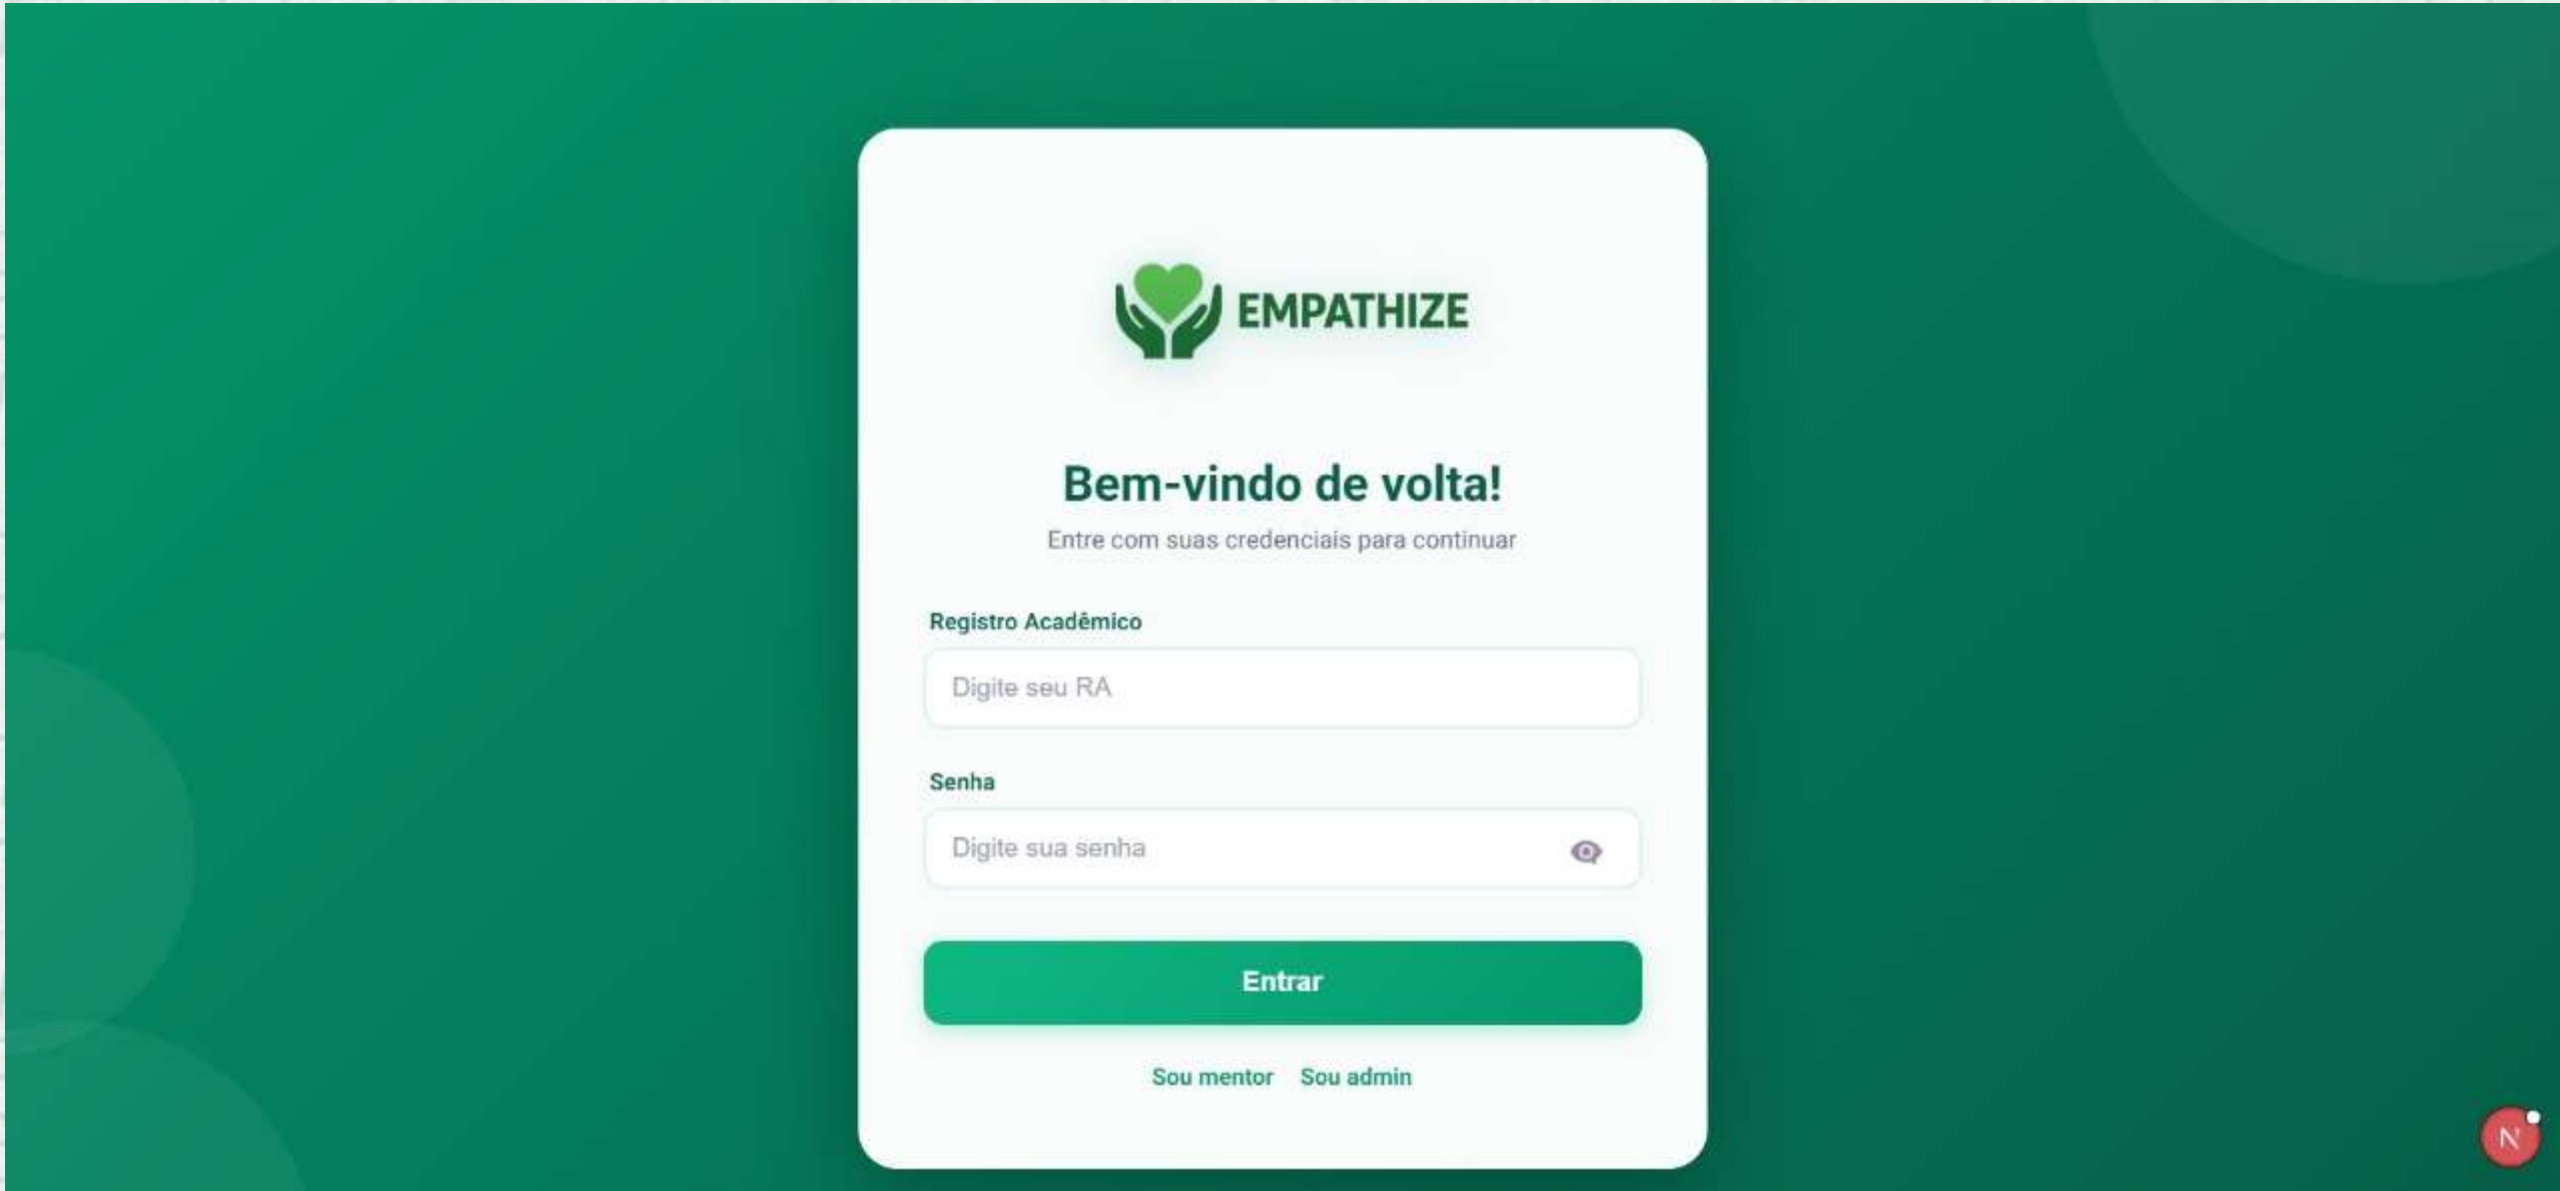 EMPATHIZE
Bem-vindo de volta!
Entre com suas credenciais para continuar
Registro Acadêmico
Digite seu RA
Senha
Digite sua senha
Entrar
Sou mentor Sou admin
N